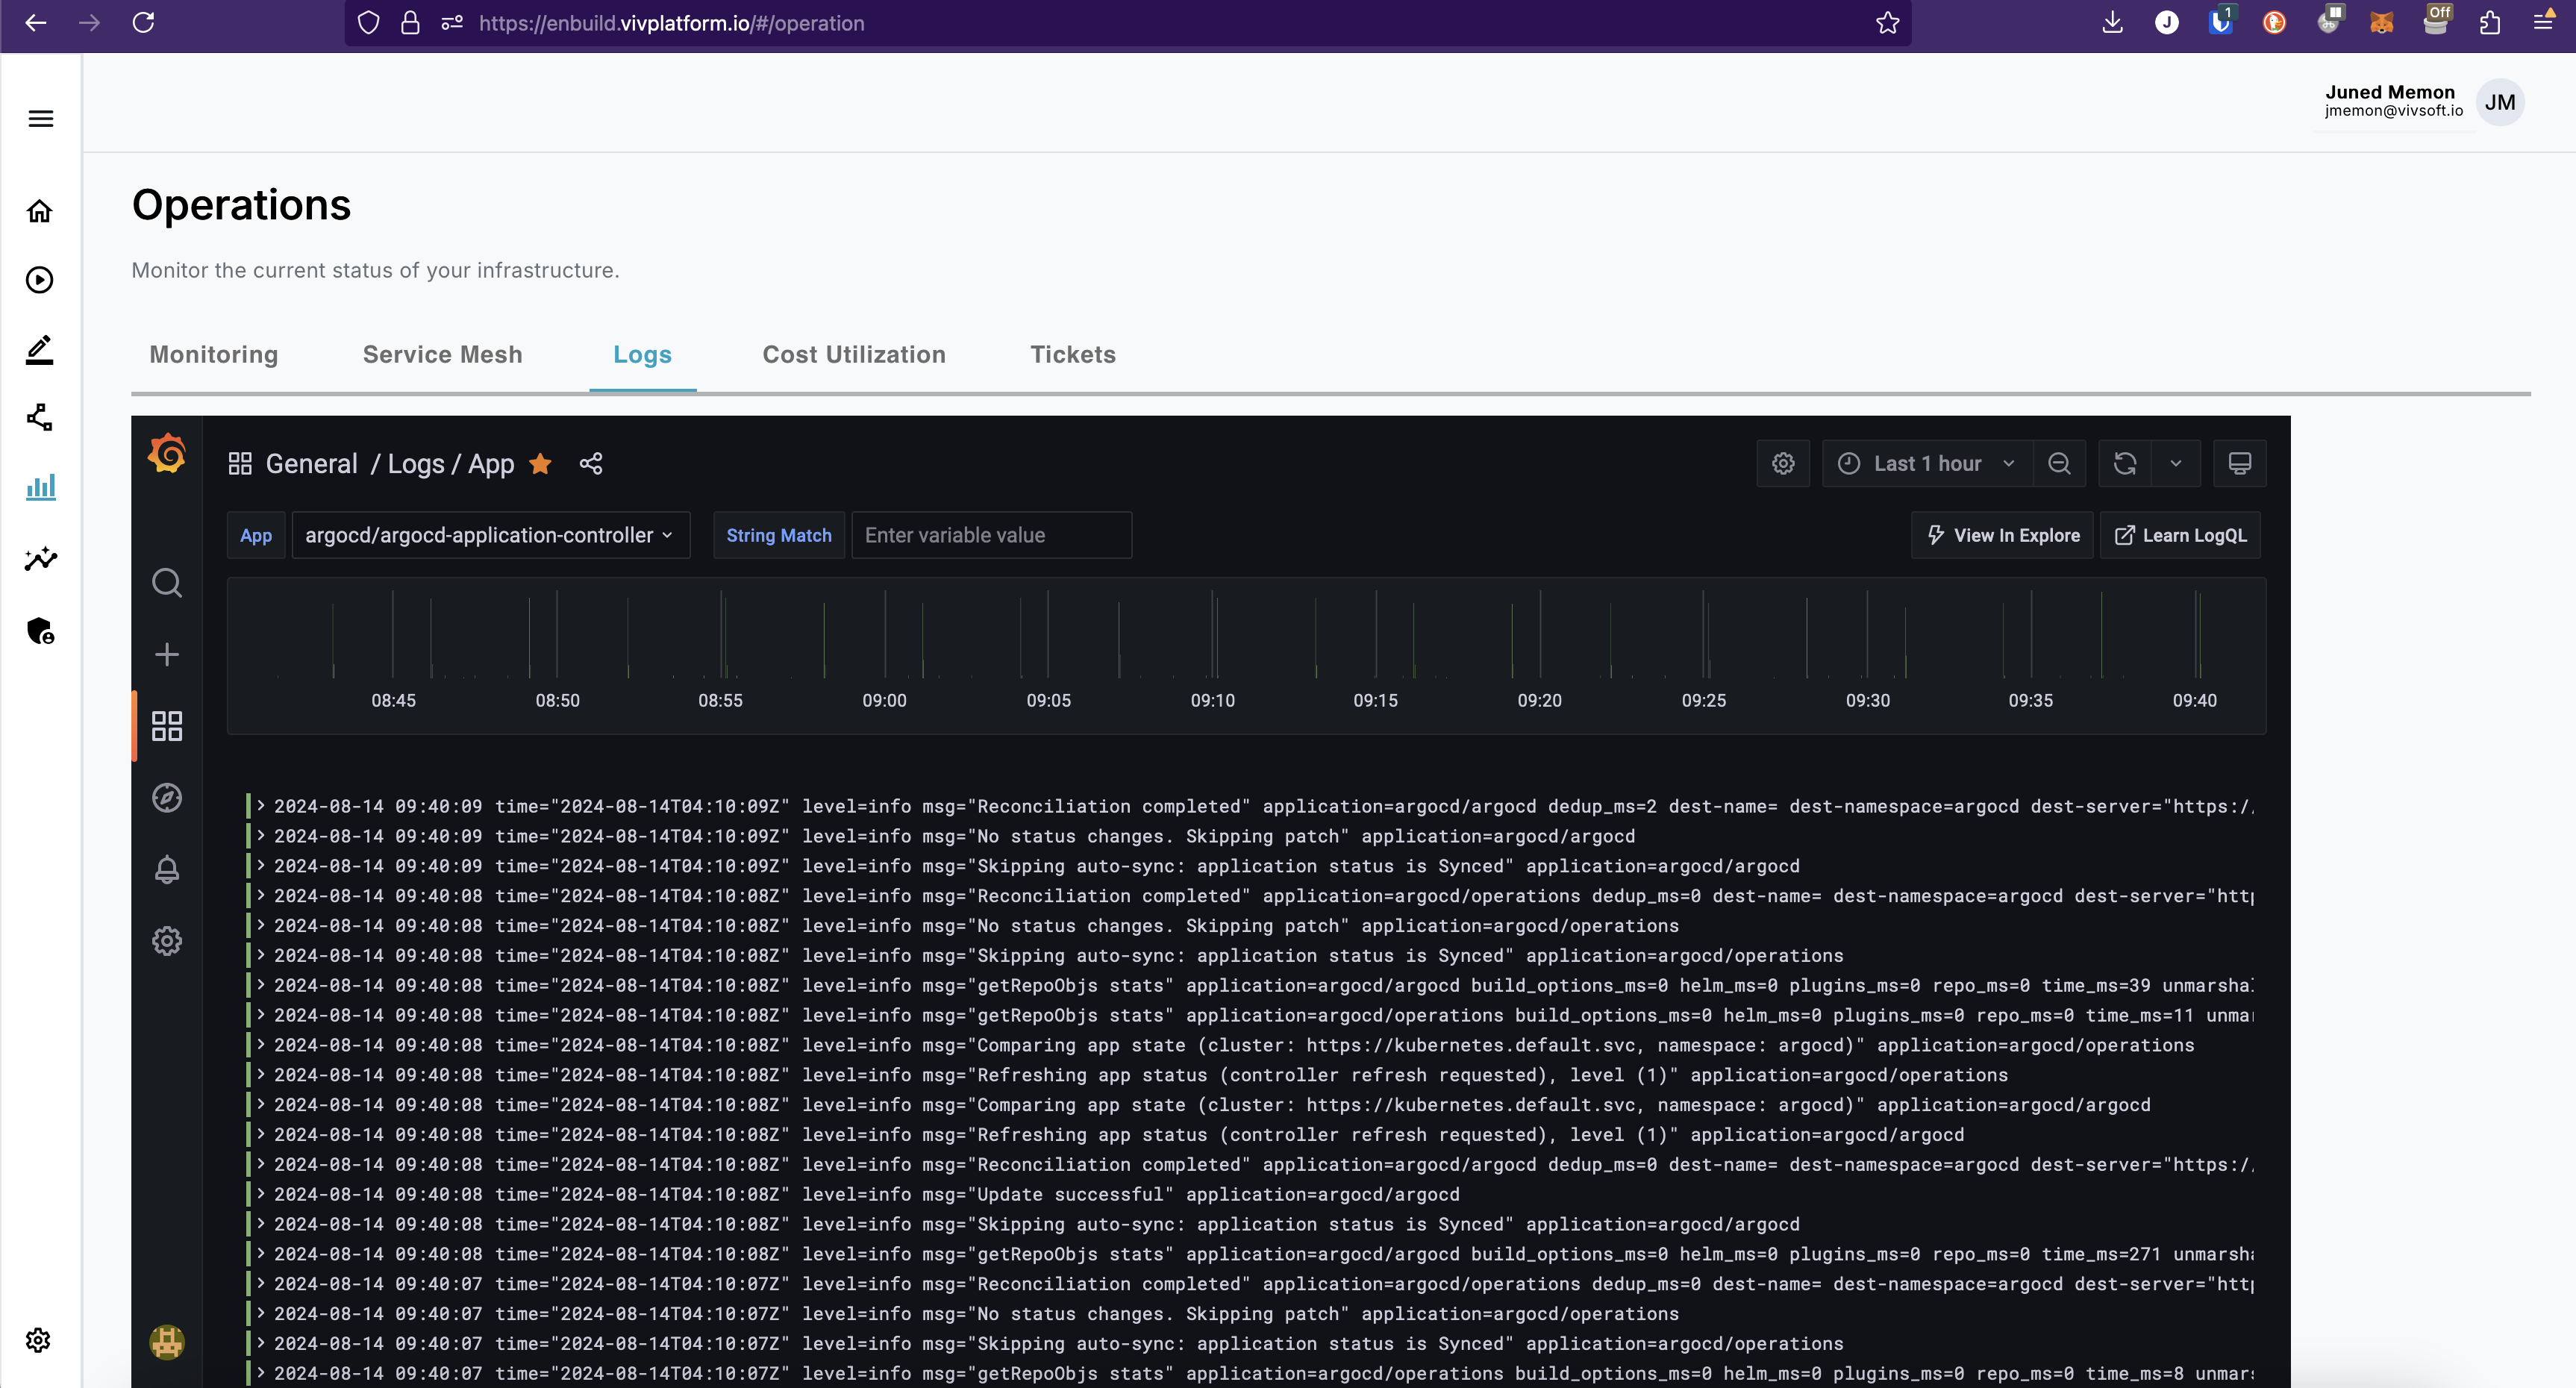 https://enbuild.vivplatform.io/#/operation
J
1
Off
Juned Memon
jmemon@vivsoft.io
JM
Operations
Monitor the current status of your infrastructure.
Monitoring Service Mesh Logs Cost Utilization Tickets
General / Logs / App
Last 1 hour
App argocd/argocd-application-controller String Match Enter variable value View In Explore Learn LogQL
08:45 08:50 08:55 09:00 09:05 09:10 09:15 09:20 09:25 09:30 09:35 09:40
2024-08-14 09:40:09 time="2024-08-14T04:10:09Z" level=info msg="Reconciliation completed" application=argocd/argocd dedup_ms=2 dest-name= dest-namespace=argocd dest-server="https:/
2024-08-14 09:40:09 time="2024-08-14T04:10:09Z" level=info msg="No status changes. Skipping patch" application=argocd/argocd
2024-08-14 09:40:09 time="2024-08-14T04:10:09Z" level=info msg="Skipping auto-sync: application status is Synced" application=argocd/argocd
2024-08-14 09:40:08 time="2024-08-14T04:10:08Z" level=info msg="Reconciliation completed" application=argocd/operations dedup_ms=0 dest-name= dest-namespace=argocd dest-server="http
2024-08-14 09:40:08 time="2024-08-14T04:10:08Z" level=info msg="No status changes. Skipping patch" application=argocd/operations
2024-08-14 09:40:08 time="2024-08-14T04:10:08Z" level=info msg="Skipping auto-sync: application status is Synced" application=argocd/operations
2024-08-14 09:40:08 time="2024-08-14T04:10:08Z" level=info msg="getRepoObjs stats" application=argocd/argocd build_options_ms=0 helm_ms=0 plugins_ms=0 repo_ms=0 time_ms=39 unmarshal
2024-08-14 09:40:08 time="2024-08-14T04:10:08Z" level=info msg="getRepoObjs stats" application=argocd/operations build_options_ms=0 helm_ms=0 plugins_ms=0 repo_ms=0 time_ms=11 unmar
2024-08-14 09:40:08 time="2024-08-14T04:10:08Z" level=info msg="Comparing app state (cluster: https://kubernetes.default.svc, namespace: argocd)" application=argocd/operations
2024-08-14 09:40:08 time="2024-08-14T04:10:08Z" level=info msg="Refreshing app status (controller refresh requested), level (1)" application=argocd/operations
2024-08-14 09:40:08 time="2024-08-14T04:10:08Z" level=info msg="Comparing app state (cluster: https://kubernetes.default.svc, namespace: argocd)" application=argocd/argocd
2024-08-14 09:40:08 time="2024-08-14T04:10:08Z" level=info msg="Refreshing app status (controller refresh requested), level (1)" application=argocd/argocd
2024-08-14 09:40:08 time="2024-08-14T04:10:08Z" level=info msg="Reconciliation completed" application=argocd/argocd dedup_ms=0 dest-name= dest-namespace=argocd dest-server="https:/
2024-08-14 09:40:08 time="2024-08-14T04:10:08Z" level=info msg="Update successful" application=argocd/argocd
2024-08-14 09:40:08 time="2024-08-14T04:10:08Z" level=info msg="Skipping auto-sync: application status is Synced" application=argocd/argocd
2024-08-14 09:40:08 time="2024-08-14T04:10:08Z" level=info msg="getRepoObjs stats" application=argocd/argocd build_options_ms=0 helm_ms=0 plugins_ms=0 repo_ms=0 time_ms=271 unmarsha
2024-08-14 09:40:07 time="2024-08-14T04:10:07Z" level=info msg="Reconciliation completed" application=argocd/operations dedup_ms=0 dest-name= dest-namespace=argocd dest-server="http
2024-08-14 09:40:07 time="2024-08-14T04:10:07Z" level=info msg="No status changes. Skipping patch" application=argocd/operations
2024-08-14 09:40:07 time="2024-08-14T04:10:07Z" level=info msg="Skipping auto-sync: application status is Synced" application=argocd/operations
2024-08-14 09:40:07 time="2024-08-14T04:10:07Z" level=info msg="getRepoObjs stats" application=argocd/operations build_options_ms=0 helm_ms=0 plugins_ms=0 repo_ms=0 time_ms=8 unmars